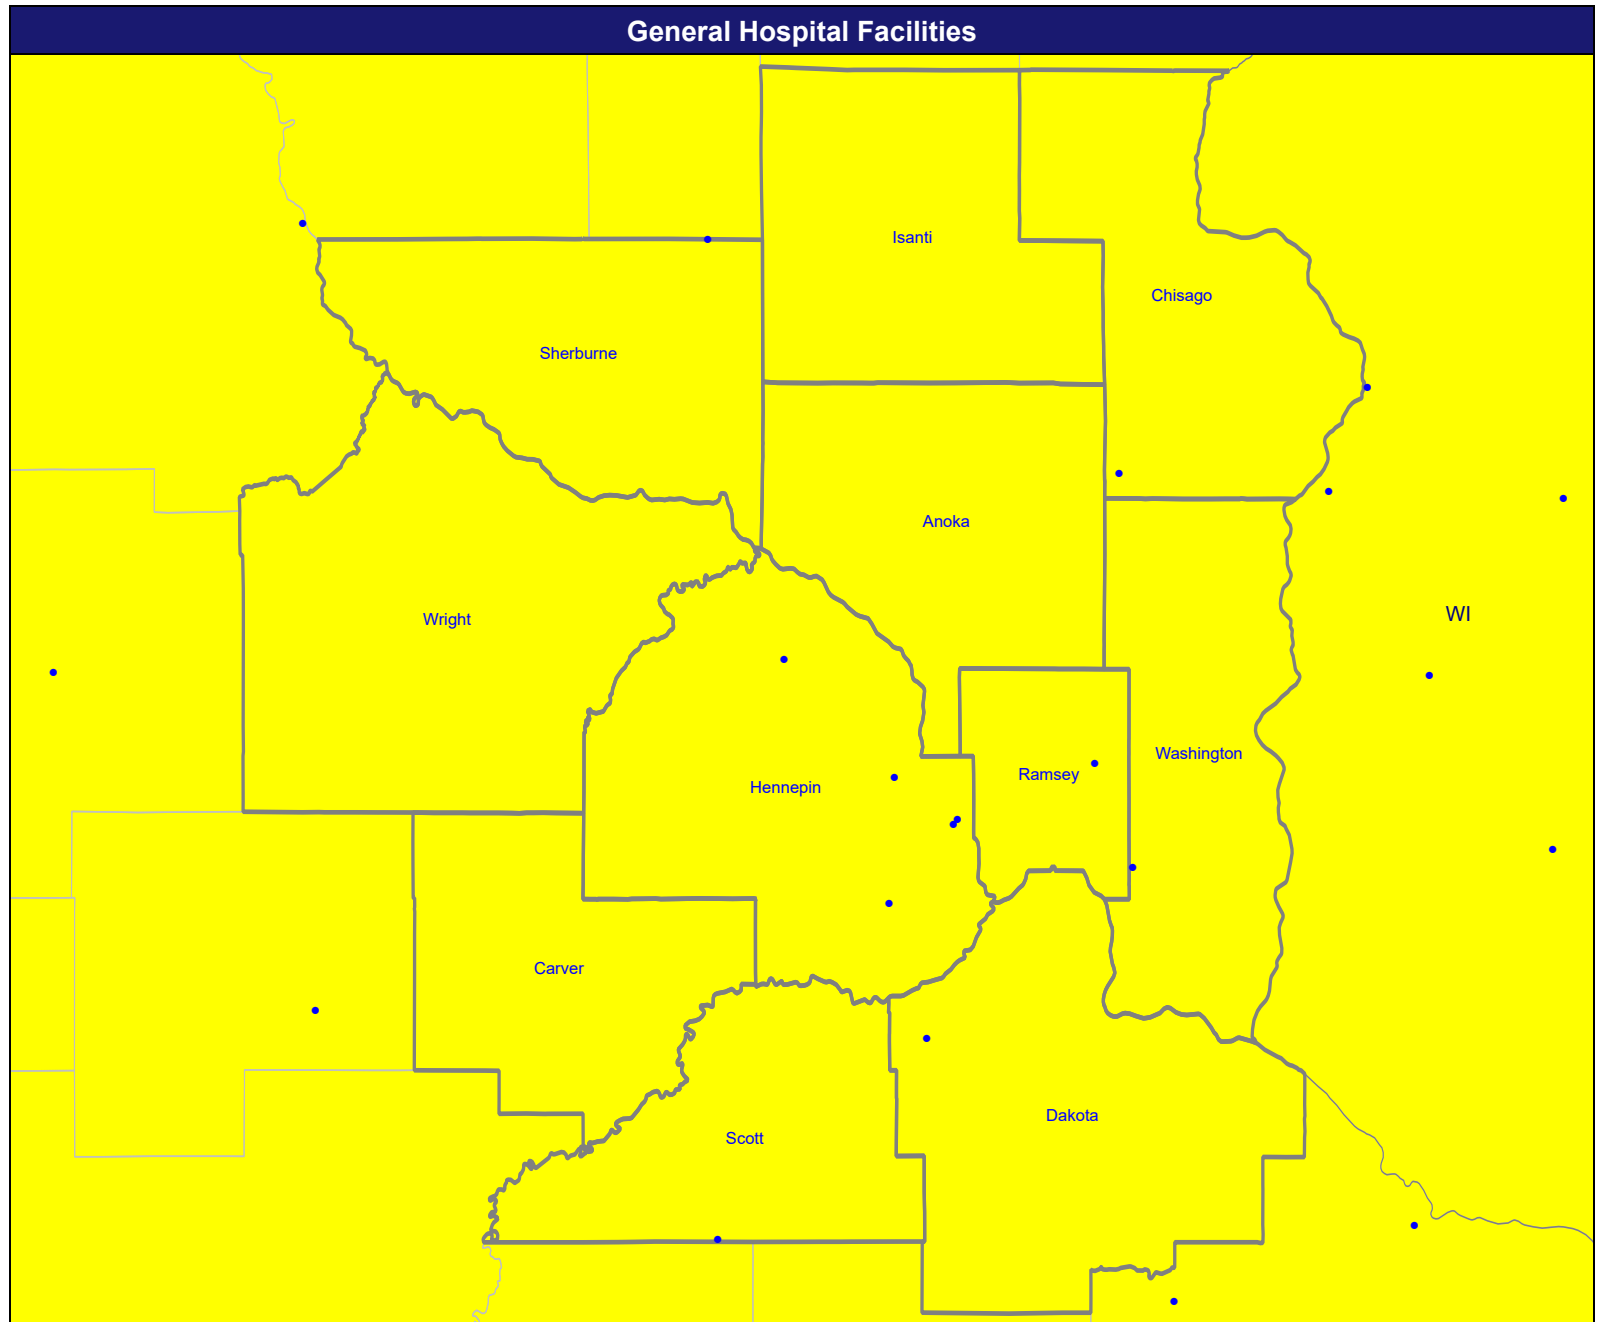 General Hospital Facilities
Isanti
Chisago
Sherburne
Anoka
WI
Wright
Washington
Ramsey
Hennepin
Carver
Dakota
Scott